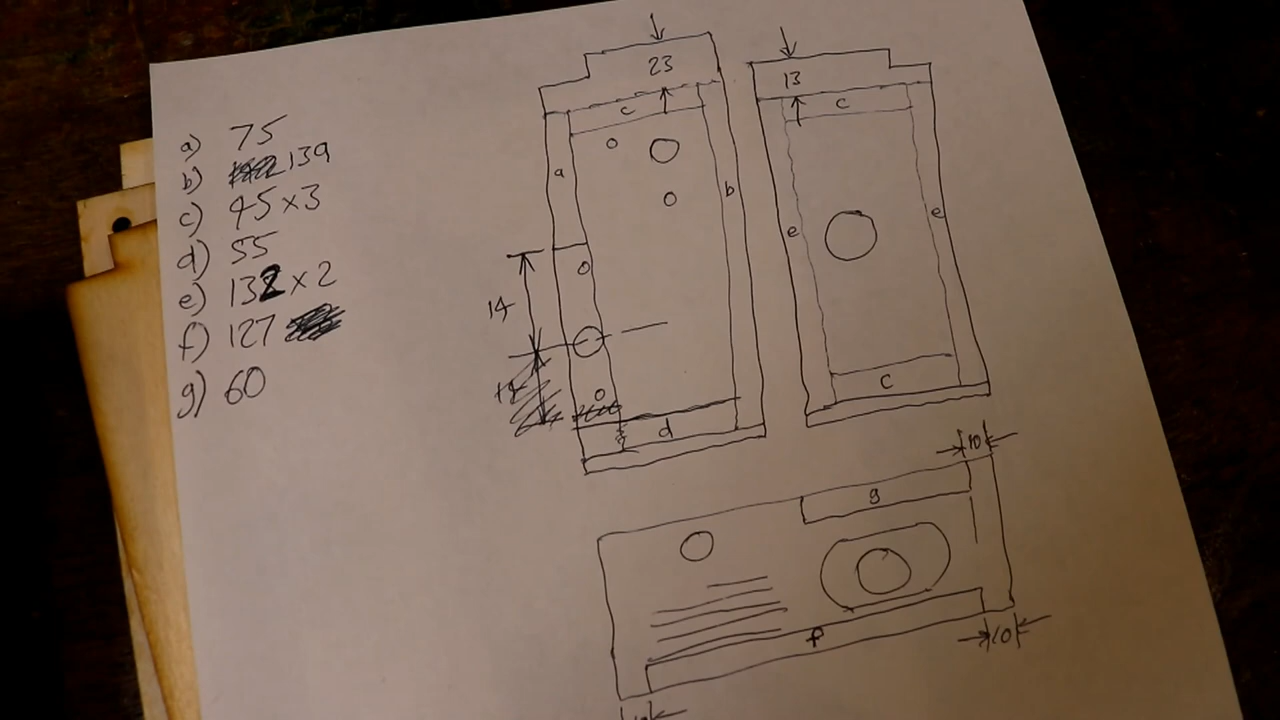 a) 75
b) 139
c) 45 x 3
d) 55
e) 132 x 2
f) 127
g) 60
23
c
a
b
14
d
13
c
e
e
c
10
g
f
10